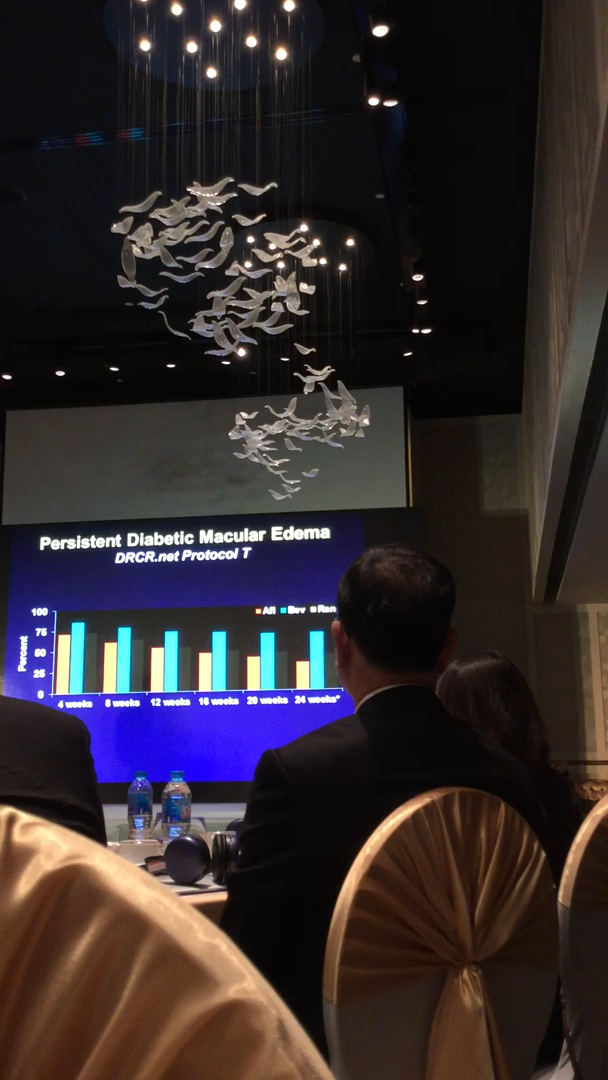 Persistent Diabetic Macular Edema
DRCR.net Protocol T
Afl Bev Ran
100
75
50
25
0
Percent
4 weeks 8 weeks 12 weeks 16 weeks 20 weeks 24 weeks*